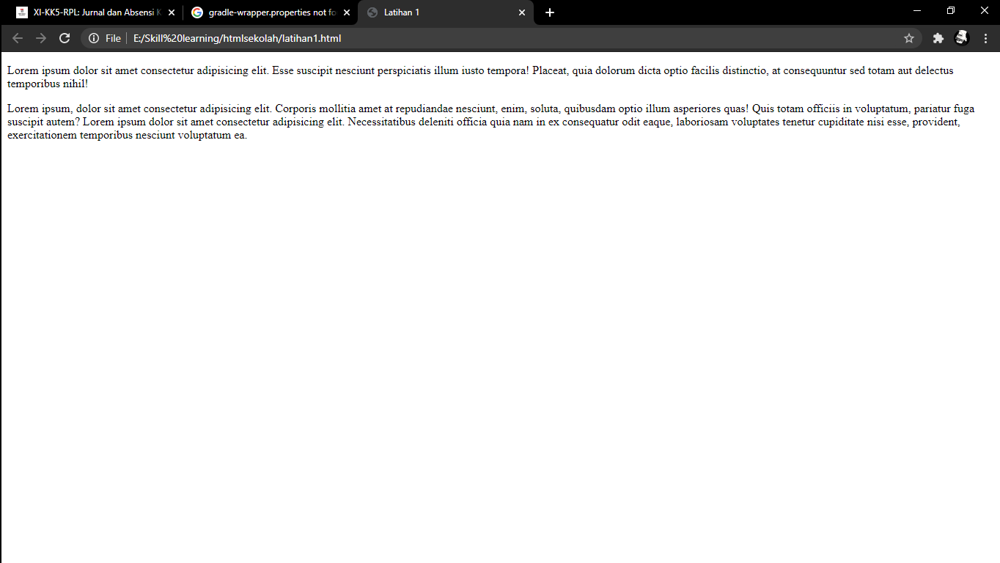 XI-KK5-RPL: Jurnal dan Absensi K
gradle-wrapper.properties not fo
Latihan 1
File
E:/Skill%20learning/htmlsekolah/latihan1.html
Lorem ipsum dolor sit amet consectetur adipisicing elit. Esse suscipit nesciunt perspiciatis illum iusto tempora! Placeat, quia dolorum dicta optio facilis distinctio, at consequuntur sed totam aut delectus
temporibus nihil!
Lorem ipsum, dolor sit amet consectetur adipisicing elit. Corporis mollitia amet at repudiandae nesciunt, enim, soluta, quibusdam optio illum asperiores quas! Quis totam officiis in voluptatum, pariatur fuga
suscipit autem? Lorem ipsum dolor sit amet consectetur adipisicing elit. Necessitatibus deleniti officia quia nam in ex consequatur odit eaque, laboriosam voluptates tenetur cupiditate nisi esse, provident,
exercitationem temporibus nesciunt voluptatum ea.